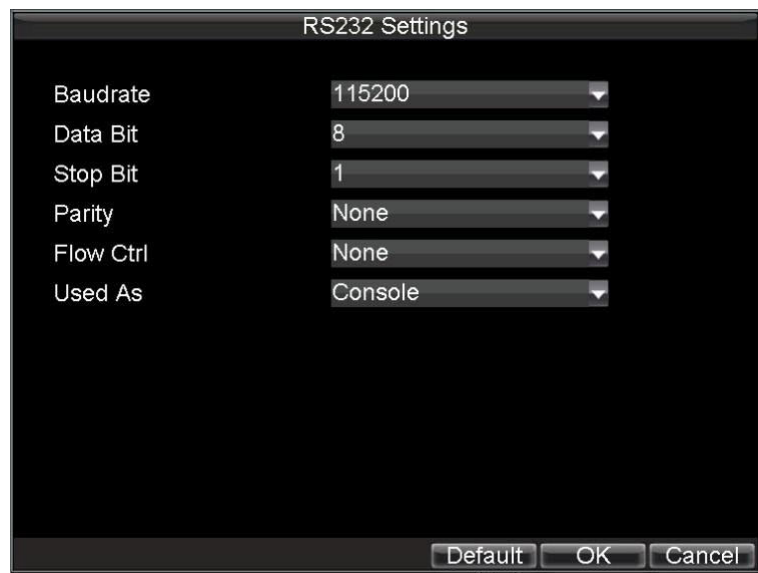 RS232 Settings
Baudrate 115200
Data Bit 8
Stop Bit 1
Parity None
Flow Ctrl None
Used As Console
Default OK Cancel